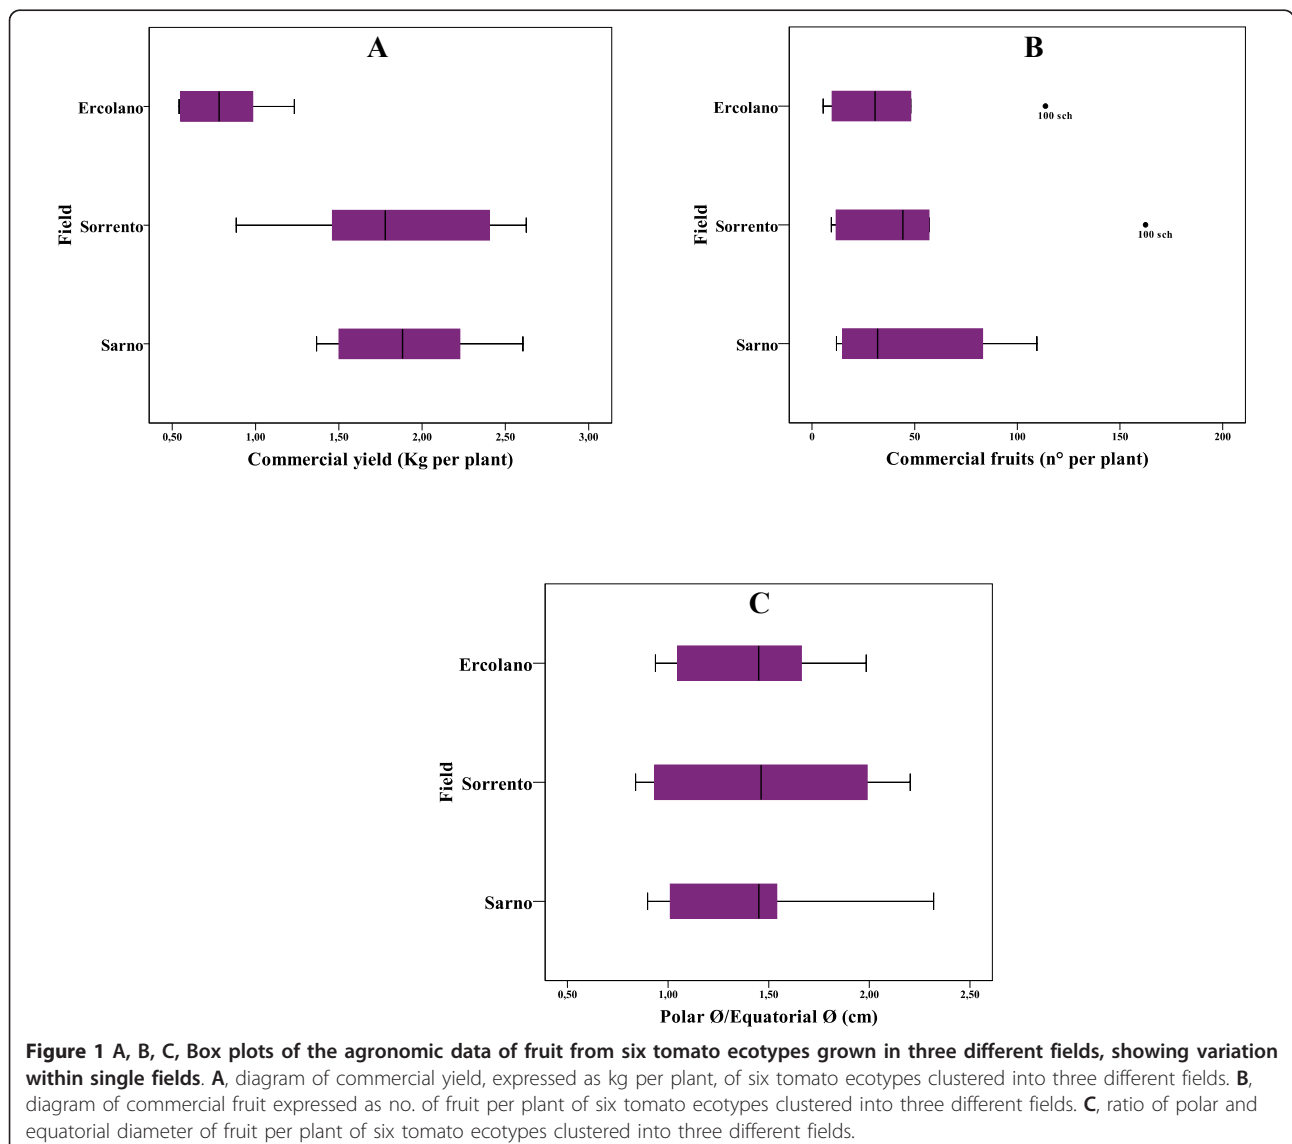 A
Ercolano
Sorrento
Sarno
Field
0,50 1,00 1,50 2,00 2,50 3,00
Commercial yield (Kg per plant)
B
Ercolano
100 sch
Sorrento
100 sch
Sarno
Field
0 50 100 150 200
Commercial fruits (n° per plant)
C
Ercolano
Sorrento
Sarno
Field
0,50 1,00 1,50 2,00 2,50
Polar Ø/Equatorial Ø (cm)
Figure 1 A, B, C, Box plots of the agronomic data of fruit from six tomato ecotypes grown in three different fields, showing variation
within single fields. A, diagram of commercial yield, expressed as kg per plant, of six tomato ecotypes clustered into three different fields. B,
diagram of commercial fruit expressed as no. of fruit per plant of six tomato ecotypes clustered into three different fields. C, ratio of polar and
equatorial diameter of fruit per plant of six tomato ecotypes clustered into three different fields.